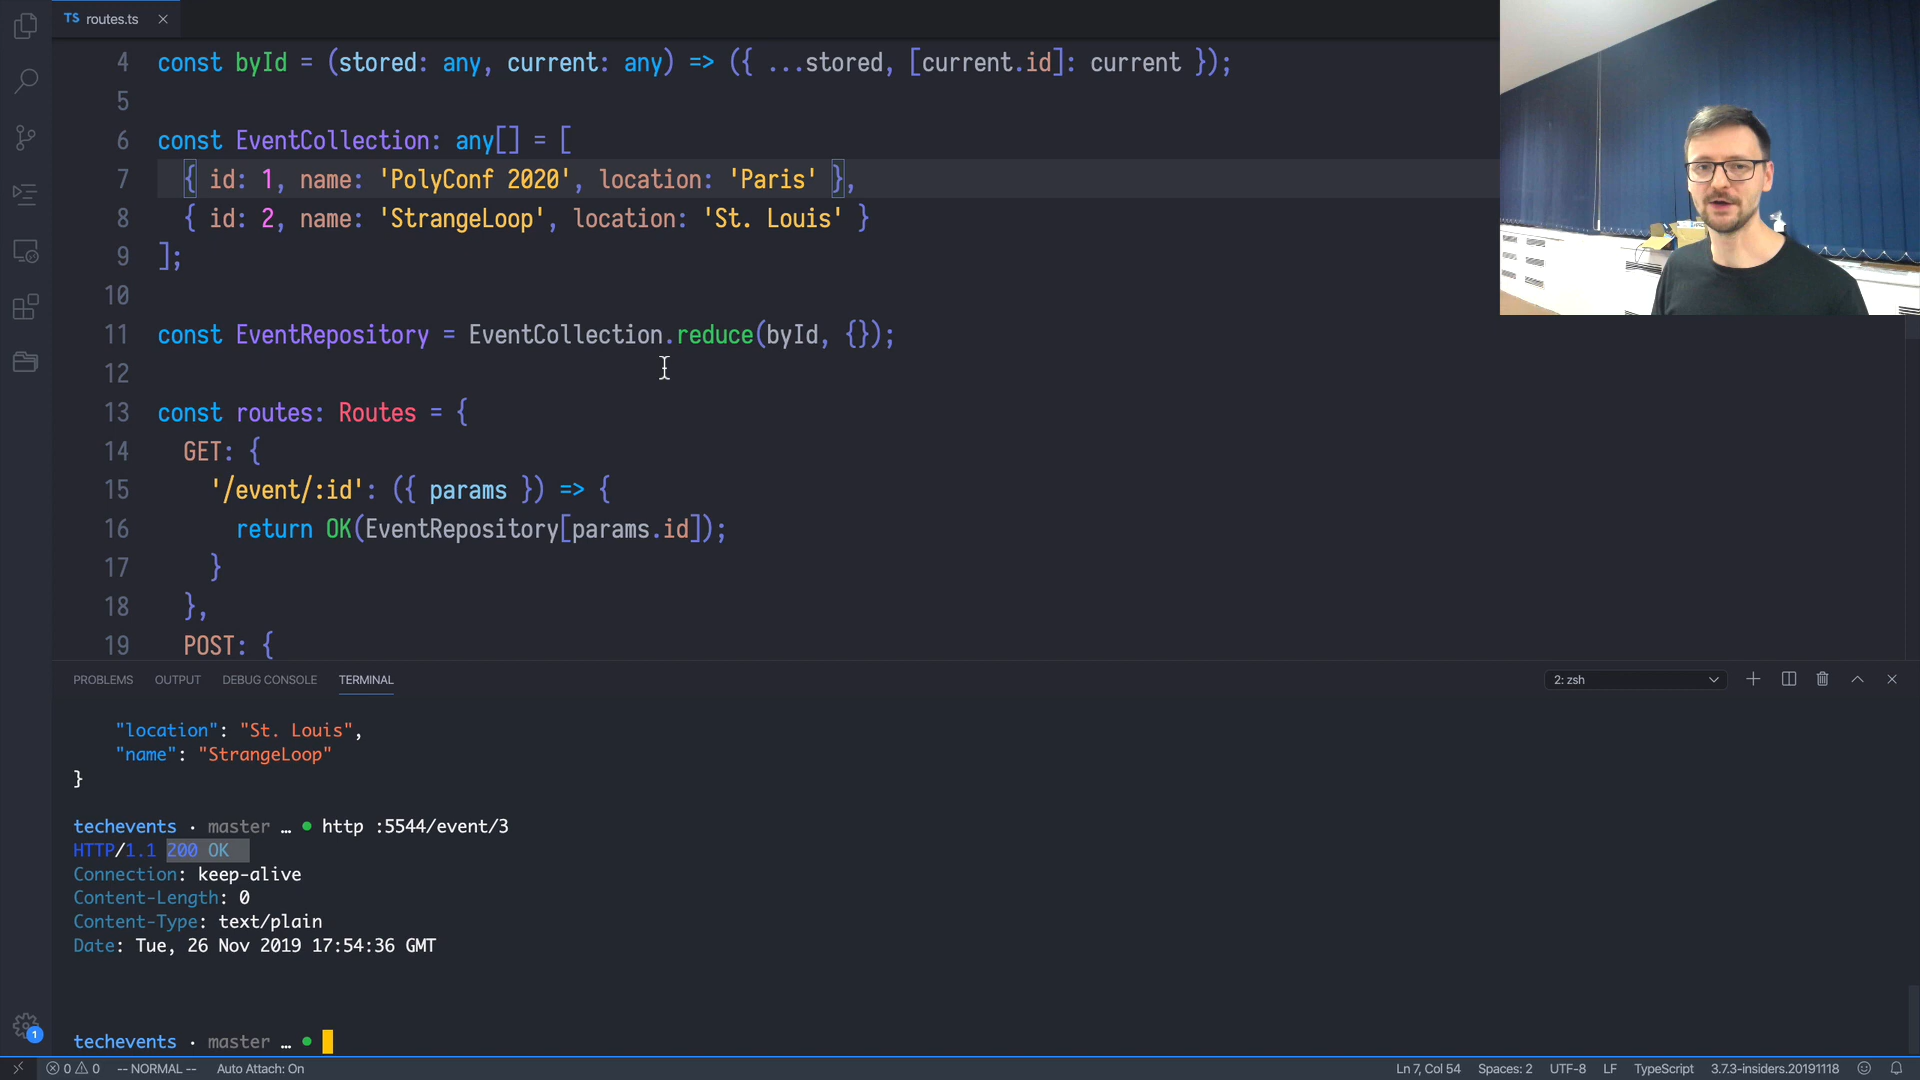 TS routes.ts
4 const byId = (stored: any, current: any) => ({ ...stored, [current.id]: current });
5
6 const EventCollection: any[] = [
7 { id: 1, name: 'PolyConf 2020', location: 'Paris' },
8 { id: 2, name: 'StrangeLoop', location: 'St. Louis' }
9 ];
10
11 const EventRepository = EventCollection.reduce(byId, {});
12
13 const routes: Routes = {
14 GET: {
15 '/event/:id': ({ params }) => {
16 return OK(EventRepository[params.id]);
17 }
18 },
19 POST: {
PROBLEMS OUTPUT DEBUG CONSOLE TERMINAL 2: zsh
"location": "St. Louis",
"name": "StrangeLoop"
}
techevents · master … ● http :5544/event/3
HTTP/1.1 200 OK
Connection: keep-alive
Content-Length: 0
Content-Type: text/plain
Date: Tue, 26 Nov 2019 17:54:36 GMT
techevents · master … ●
1
0 0 -- NORMAL -- Auto Attach: On Ln 7, Col 54 Spaces: 2 UTF-8 LF TypeScript 3.7.3-insiders.20191118